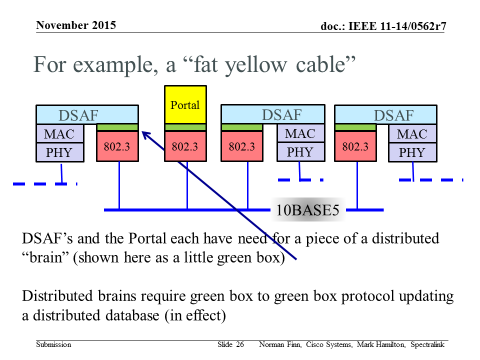 November 2015
doc.: IEEE 11-14/0562r7
For example, a “fat yellow cable”
DSAF
Portal
DSAF
DSAF
MAC
MAC
MAC
PHY
802.3
802.3
802.3
PHY
802.3
PHY
10BASE5
DSAF’s and the Portal each have need for a piece of a distributed
“brain” (shown here as a little green box)
Distributed brains require green box to green box protocol updating
a distributed database (in effect)
Submission
Slide 26
Norman Finn, Cisco Systems, Mark Hamilton, Spectralink